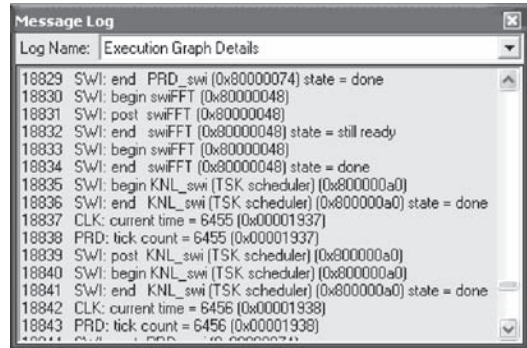 Message Log
Log Name: Execution Graph Details
18829 SWI: end PRD_swi (0x80000074) state = done
18830 SWI: begin swiFFT (0x80000048)
18831 SWI: post swiFFT (0x80000048)
18832 SWI: end swiFFT (0x80000048) state = still ready
18833 SWI: begin swiFFT (0x80000048)
18834 SWI: end swiFFT (0x80000048) state = done
18835 SWI: begin KNL_swi (TSK scheduler) (0x800000a0)
18836 SWI: end KNL_swi (TSK scheduler) (0x800000a0) state = done
18837 CLK: current time = 6455 (0x00001937)
18838 PRD: tick count = 6455 (0x00001937)
18839 SWI: post KNL_swi (TSK scheduler) (0x800000a0)
18840 SWI: begin KNL_swi (TSK scheduler) (0x800000a0)
18841 SWI: end KNL_swi (TSK scheduler) (0x800000a0) state = done
18842 CLK: current time = 6456 (0x00001938)
18843 PRD: tick count = 6456 (0x00001938)